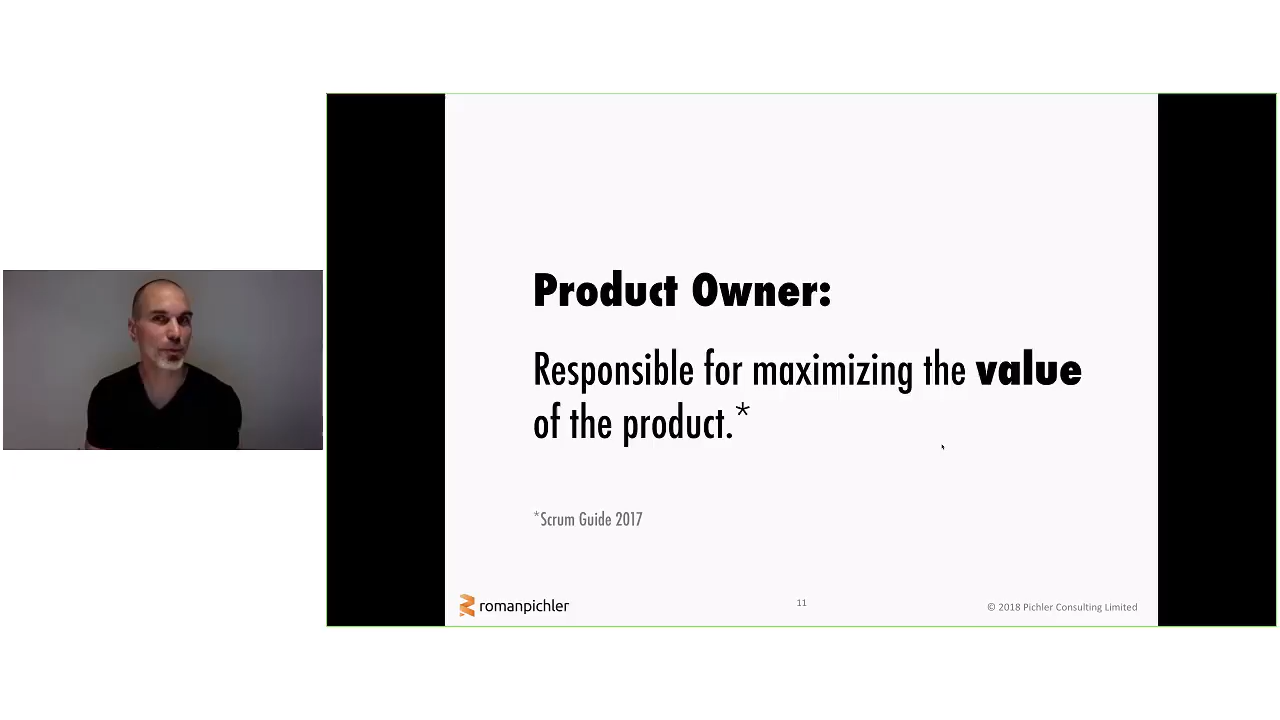 Product Owner:
Responsible for maximizing the value
of the product.*
*Scrum Guide 2017
romanpichler
11
© 2018 Pichler Consulting Limited